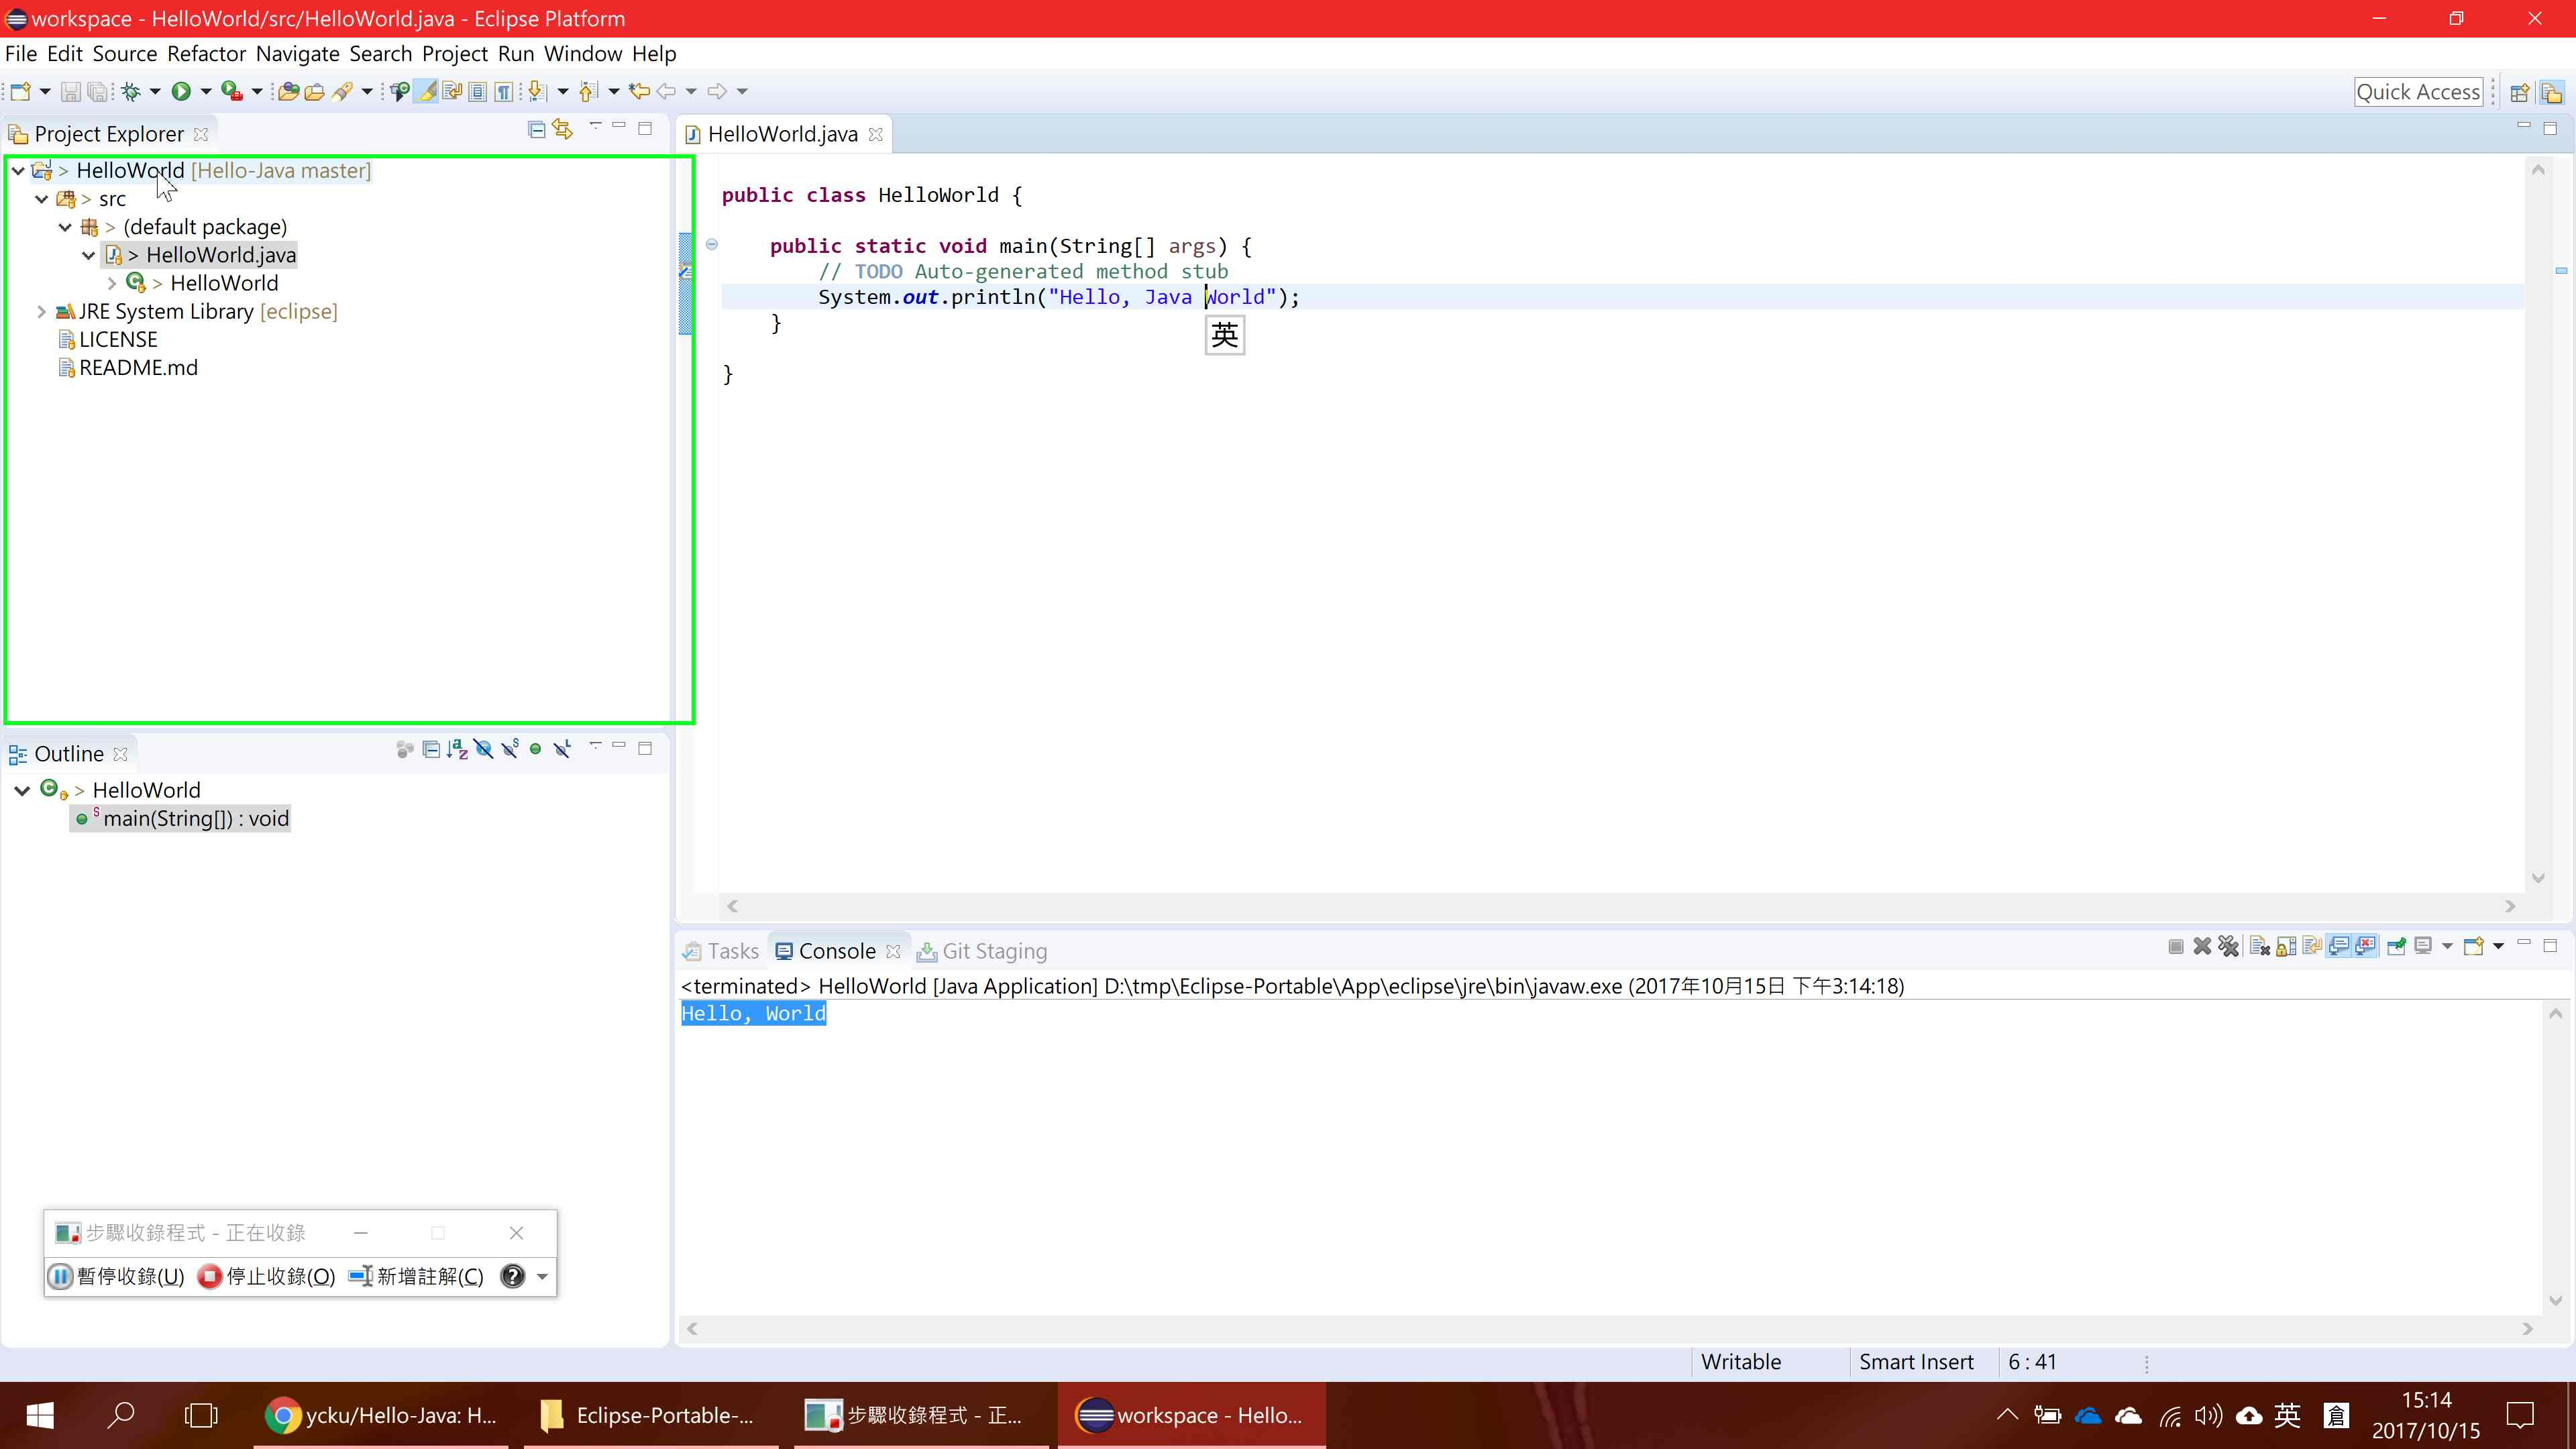 workspace - HelloWorld/src/HelloWorld.java - Eclipse Platform
File Edit Source Refactor Navigate Search Project Run Window Help
Quick Access
Project Explorer
HelloWorld.java
> HelloWorld [Hello-Java master]
> src
> (default package)
> HelloWorld.java
> HelloWorld
JRE System Library [eclipse]
LICENSE
README.md
public class HelloWorld {
public static void main(String[] args) {
// TODO Auto-generated method stub
System.out.println("Hello, Java World");
英
}
}
Outline
> HelloWorld
main(String[]) : void
Tasks Console Git Staging
<terminated> HelloWorld [Java Application] D:\tmp\Eclipse-Portable\App\eclipse\jre\bin\javaw.exe (2017年10月15日 下午3:14:18)
Hello, World
步驟收錄程式 - 正在收錄
暫停收錄(U) 停止收錄(O) 新增註解(C)
Writable Smart Insert 6 : 41
ycku/Hello-Java: H... Eclipse-Portable-... 步驟收錄程式 - 正... workspace - Hello... 英 倉 15:14
2017/10/15